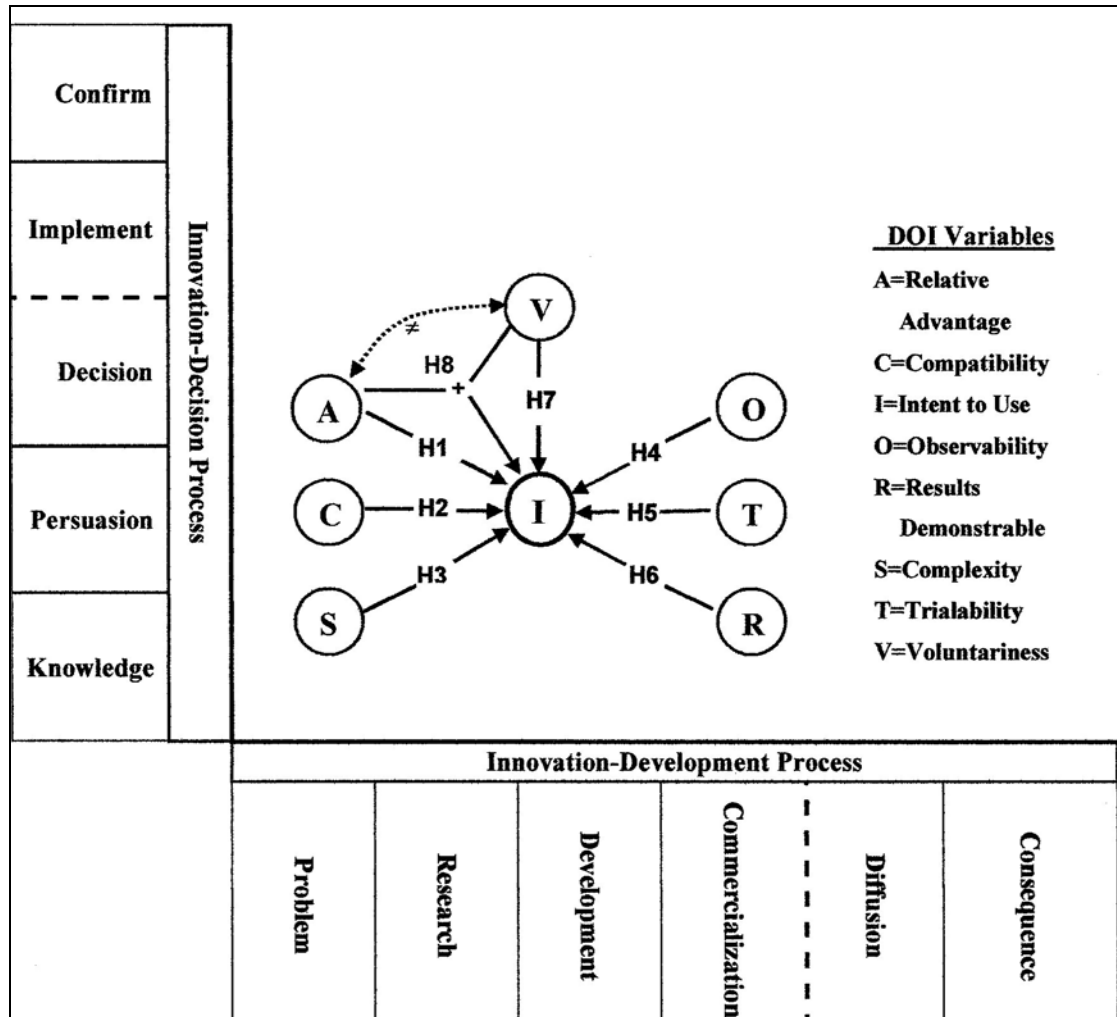 Confirm
Implement
Decision
Persuasion
Knowledge
Innovation-Decision Process
V
≠
H8
+
A
H7
O
H1
H4
C
H2
I
H5
T
H3
H6
S
R
DOI Variables
A=Relative
Advantage
C=Compatibility
I=Intent to Use
O=Observability
R=Results
Demonstrable
S=Complexity
T=Trialability
V=Voluntariness
Innovation-Development Process
Problem
Research
Development
Commercialization
Diffusion
Consequence